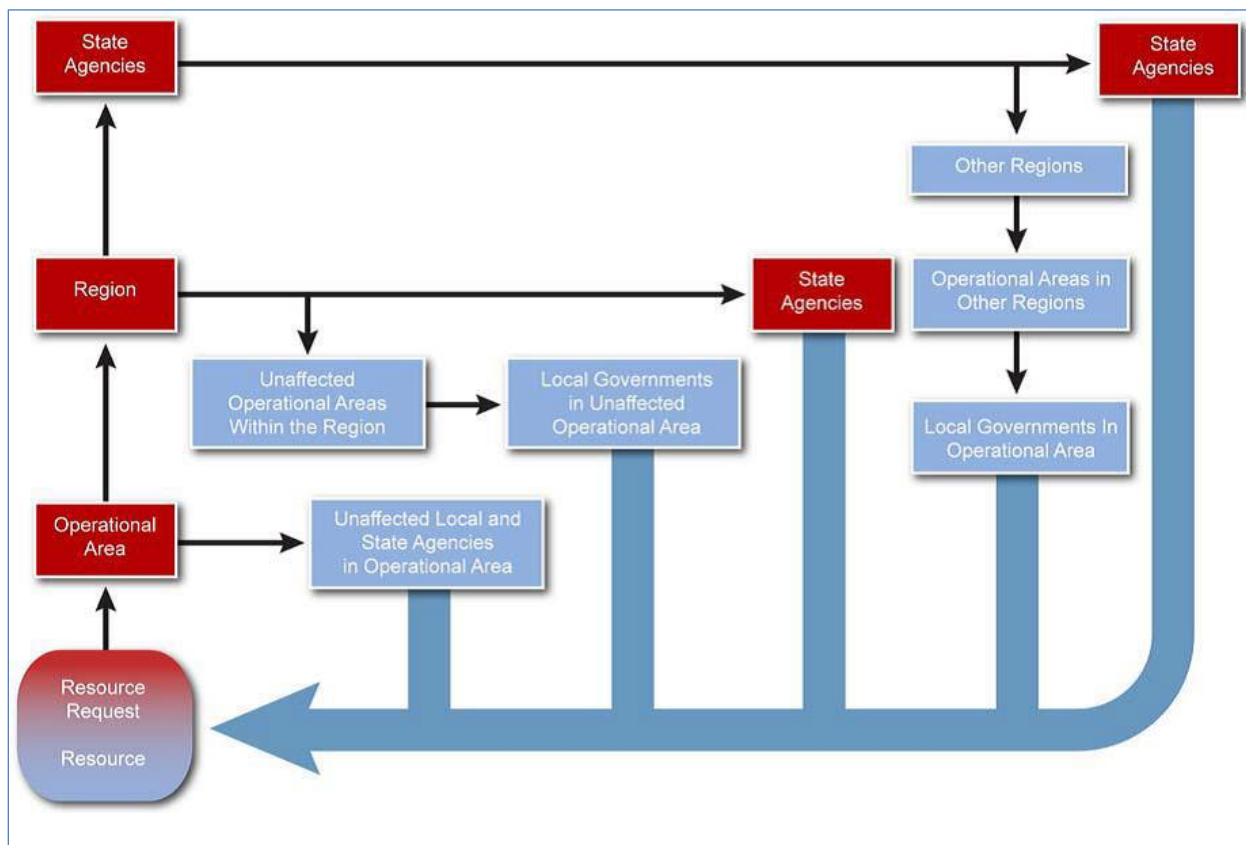 State
Agencies
State
Agencies
Other Regions
Region
State
Agencies
Operational Areas in
Other Regions
Unaffected
Operational Areas
Within the Region
Local Governments
in Unaffected
Operational Area
Local Governments In
Operational Area
Operational
Area
Unaffected Local and
State Agencies
in Operational Area
Resource
Request
Resource